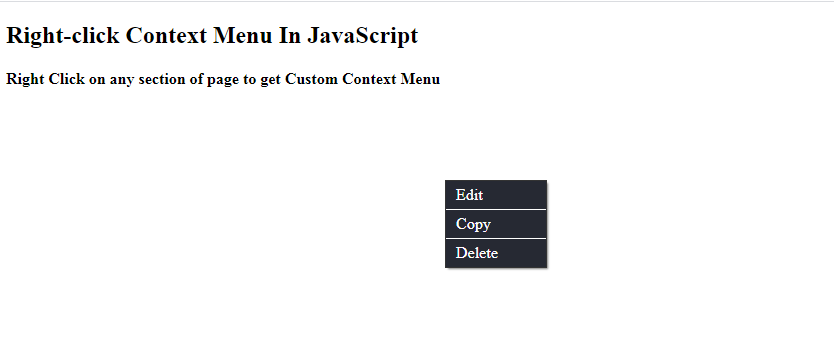 Right-click Context Menu In JavaScript
Right Click on any section of page to get Custom Context Menu
Edit
Copy
Delete